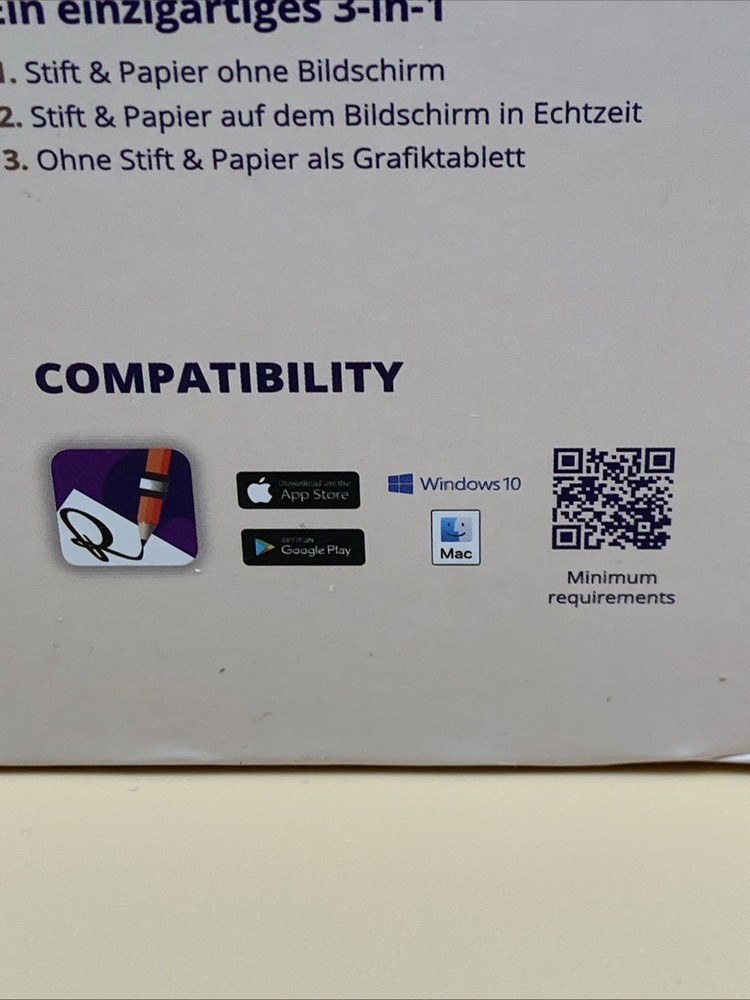 Ein einzigartiges 3-in-1
1. Stift & Papier ohne Bildschirm
2. Stift & Papier auf dem Bildschirm in Echtzeit
3. Ohne Stift & Papier als Grafiktablett
COMPATIBILITY
Download on the
App Store
Windows 10
GET IT ON
Google Play
Mac
Minimum
requirements